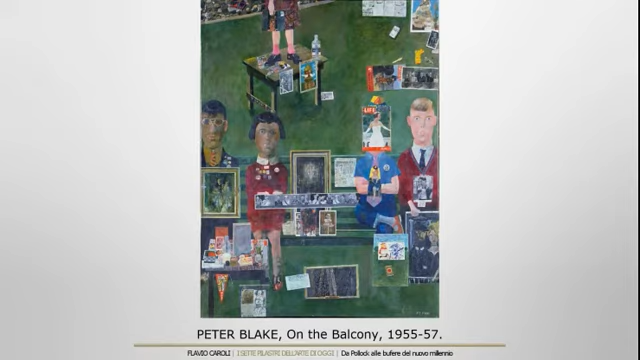 LIFE
PETER BLAKE, On the Balcony, 1955-57.
FLAVIO CAROLI | I SETTE PILASTRI DELL'ARTE DI OGGI | Da Pollock alle bufere del nuovo millennio